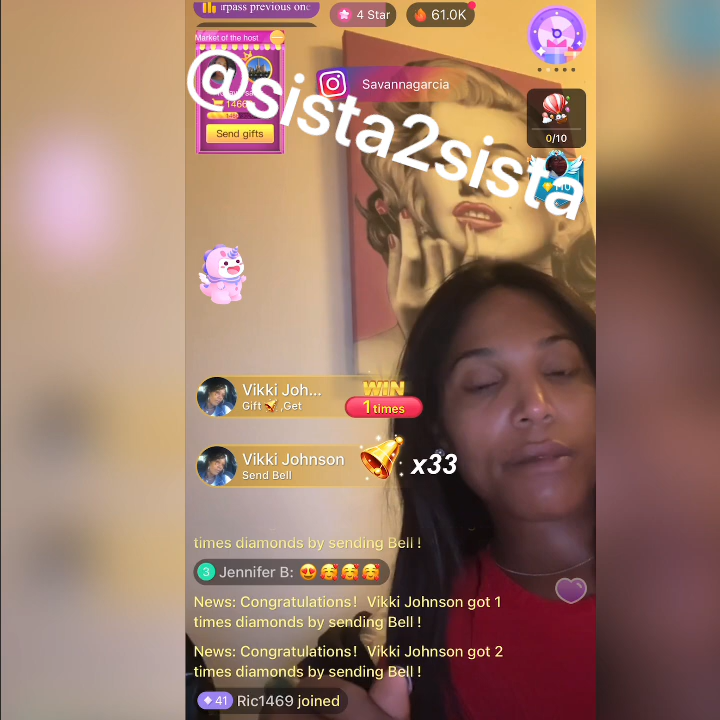 rpass previous one
4 Star
61.0K
Market of the host
1466
Send gifts
Savannagarcia
@sista2sista
0/10
Vikki Joh...
Gift ,Get
WIN
1 times
Vikki Johnson
Send Bell
x33
times diamonds by sending Bell !
3 Jennifer B:
News: Congratulations! Vikki Johnson got 1
times diamonds by sending Bell !
News: Congratulations! Vikki Johnson got 2
times diamonds by sending Bell !
41 Ric1469 joined